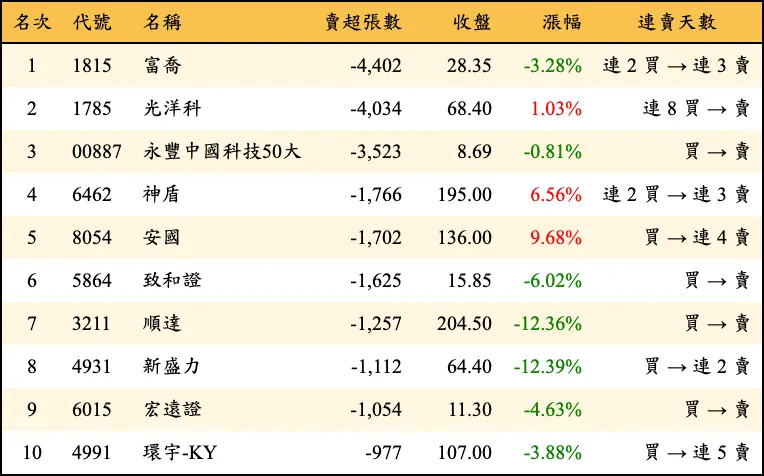 名次 代號 名稱 賣超張數 收盤 漲幅 連賣天數
1 1815 富喬 -4,402 28.35 -3.28% 連 2 買 → 連 3 賣
2 1785 光洋科 -4,034 68.40 1.03% 連 8 買 → 賣
3 00887 永豐中國科技50大 -3,523 8.69 -0.81% 買 → 賣
4 6462 神盾 -1,766 195.00 6.56% 連 2 買 → 連 3 賣
5 8054 安國 -1,702 136.00 9.68% 買 → 連 4 賣
6 5864 致和證 -1,625 15.85 -6.02% 買 → 賣
7 3211 順達 -1,257 204.50 -12.36% 買 → 賣
8 4931 新盛力 -1,112 64.40 -12.39% 買 → 連 2 賣
9 6015 宏遠證 -1,054 11.30 -4.63% 買 → 賣
10 4991 環宇-KY -977 107.00 -3.88% 買 → 連 5 賣